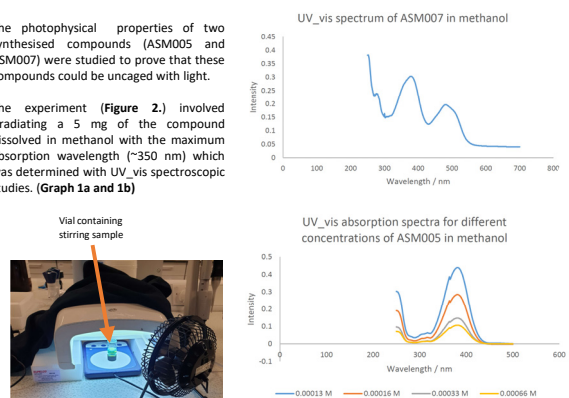 he photophysical properties of two
ynthesised compounds (ASM005 and
SM007) were studied to prove that these
ompounds could be uncaged with light.
he experiment (Figure 2.) involved
radiating a 5 mg of the compound
issolved in methanol with the maximum
bsorption wavelength (~350 nm) which
as determined with UV_vis spectroscopic
tudies. (Graph 1a and 1b)
Vial containing
stirring sample
UV_vis spectrum of ASM007 in methanol
Intensity
0.45
0.4
0.35
0.3
0.25
0.2
0.15
0.1
0.05
0
0 100 200 300 400 500 600 700 800
Wavelength / nm
UV_vis absorption spectra for different
concentrations of ASM005 in methanol
Intensity
0.5
0.4
0.3
0.2
0.1
0
-0.1
0 100 200 300 400 500 600
Wavelength / nm
0.00013 M 0.00016 M 0.00033 M 0.00066 M